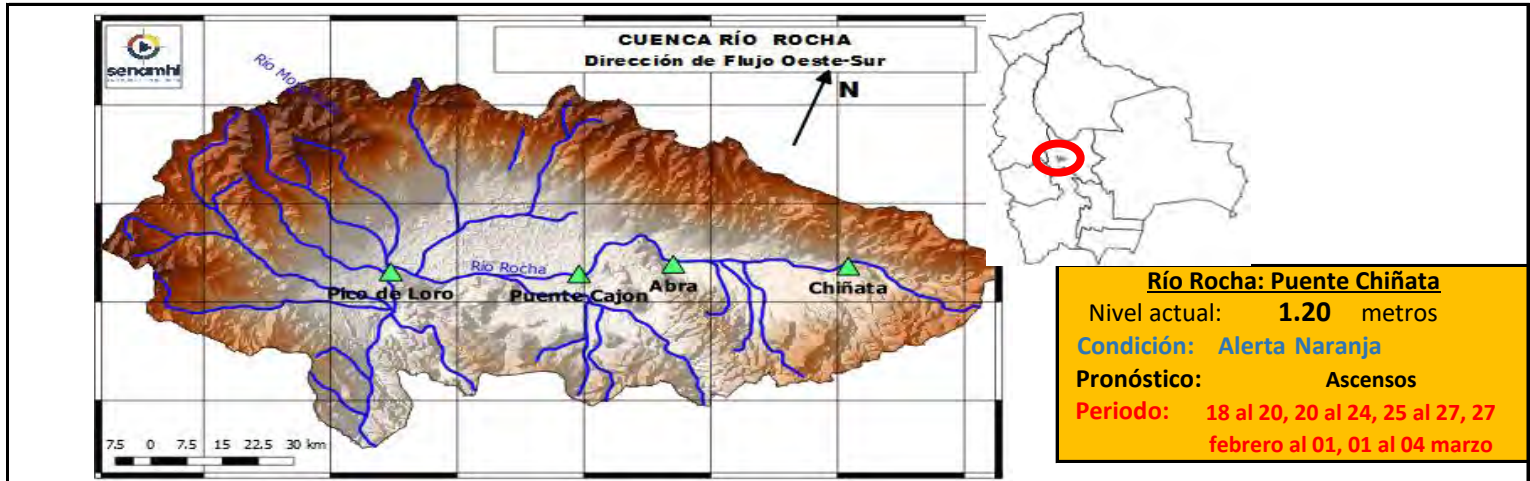 senamhi
CUENCA RÍO ROCHA
Dirección de Flujo Oeste-Sur
N
Río Rocha
Pico de Loro
Puente Cajon
Abra
Chiñata
7.5 0 7.5 15 22.5 30 km
Río Rocha: Puente Chiñata
Nivel actual: 1.20 metros
Condición: Alerta Naranja
Pronóstico: Ascensos
Periodo: 18 al 20, 20 al 24, 25 al 27, 27
febrero al 01, 01 al 04 marzo